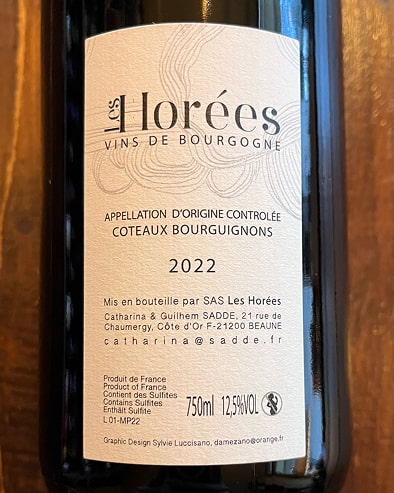 Les Horées
VINS DE BOURGOGNE
APPELLATION D'ORIGINE CONTROLÉE
COTEAUX BOURGUIGNONS
2022
Mis en bouteille par SAS Les Horées
Catharina & Guilhem SADDE, 21 rue de
Chaumergy, Côte d'Or F-21200 BEAUNE
catharina@sadde.fr
Produit de France
Product of France
Contient des Sulfites
Contains Sulfites
Enthält Sulfite
L 01-MP22
750ml 12,5%VOL
Graphic Design Sylvie Luccisano, damezano@orange.fr